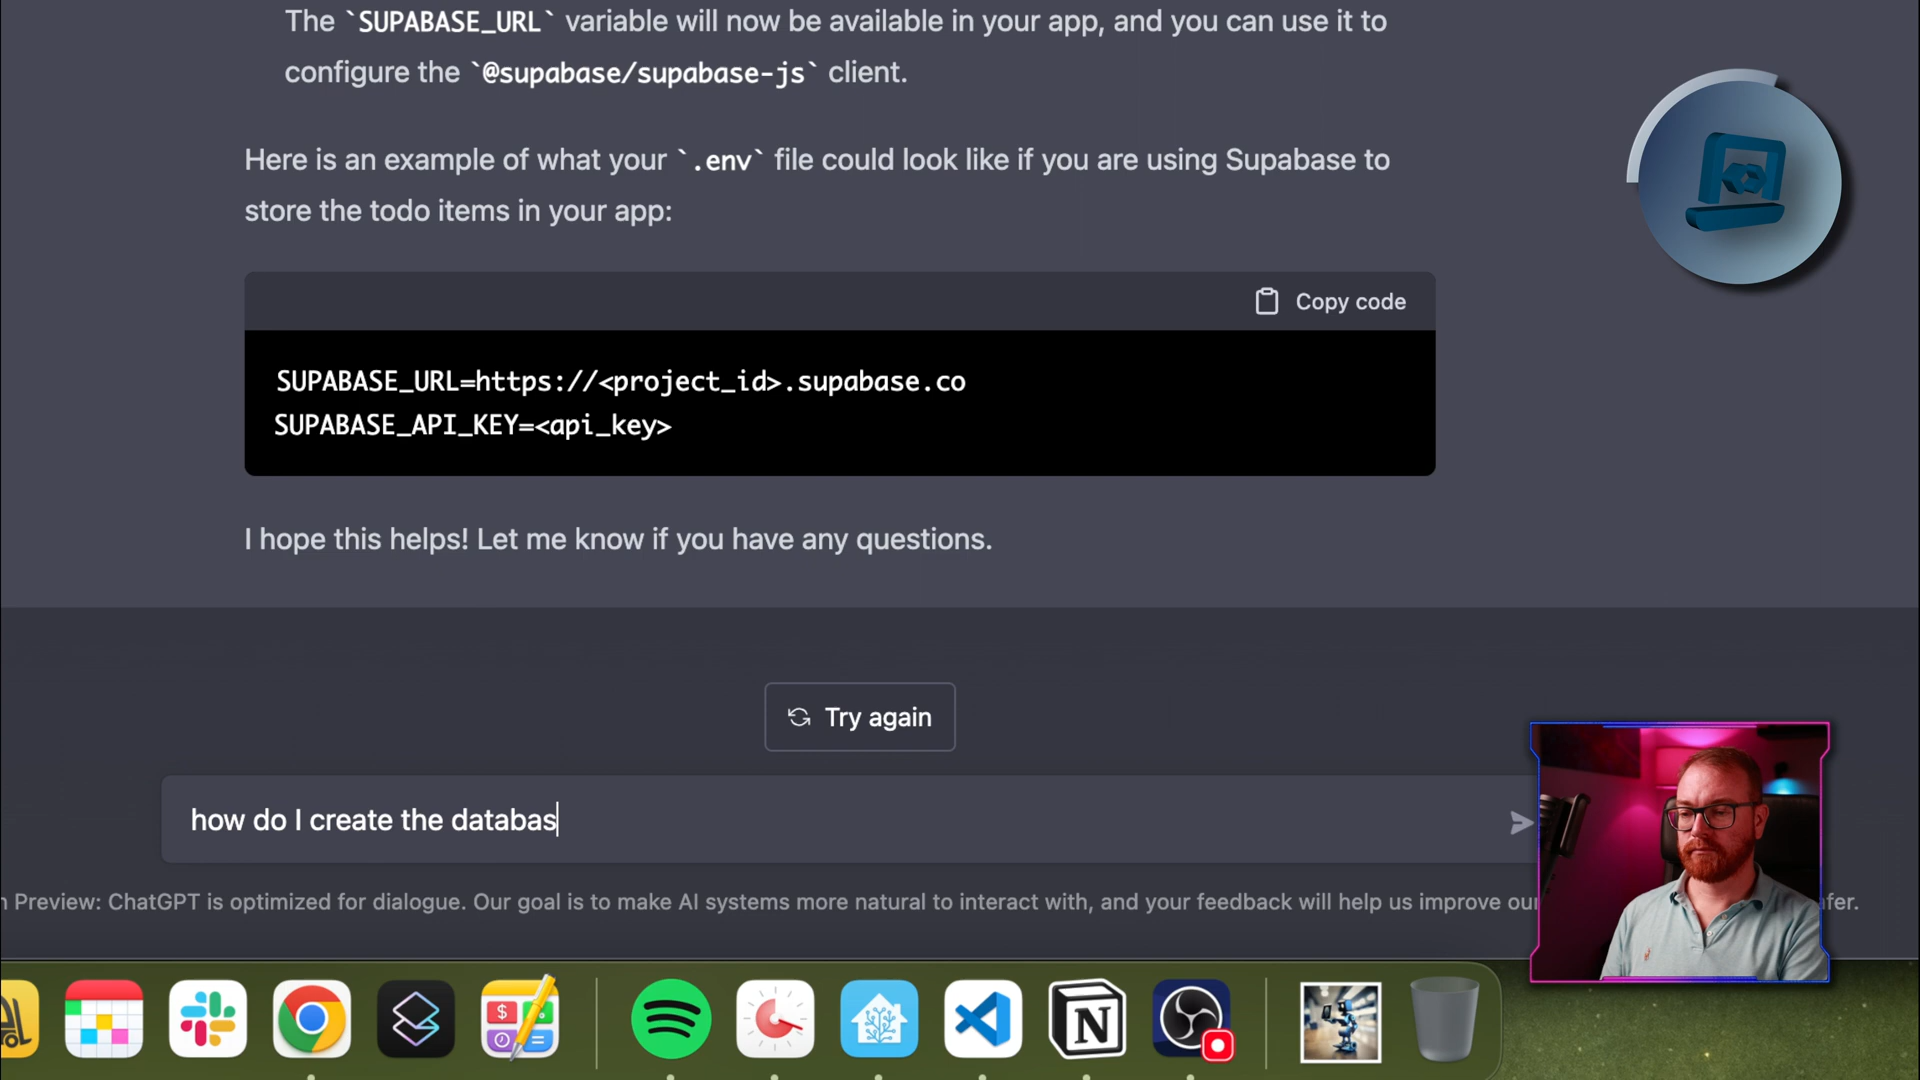 The `SUPABASE_URL` variable will now be available in your app, and you can use it to
configure the `@supabase/supabase-js` client.
Here is an example of what your `.env` file could look like if you are using Supabase to
store the todo items in your app:
Copy code
SUPABASE_URL=https://<project_id>.supabase.co
SUPABASE_API_KEY=<api_key>
I hope this helps! Let me know if you have any questions.
Try again
how do I create the databas
Preview: ChatGPT is optimized for dialogue. Our goal is to make AI systems more natural to interact with, and your feedback will help us improve